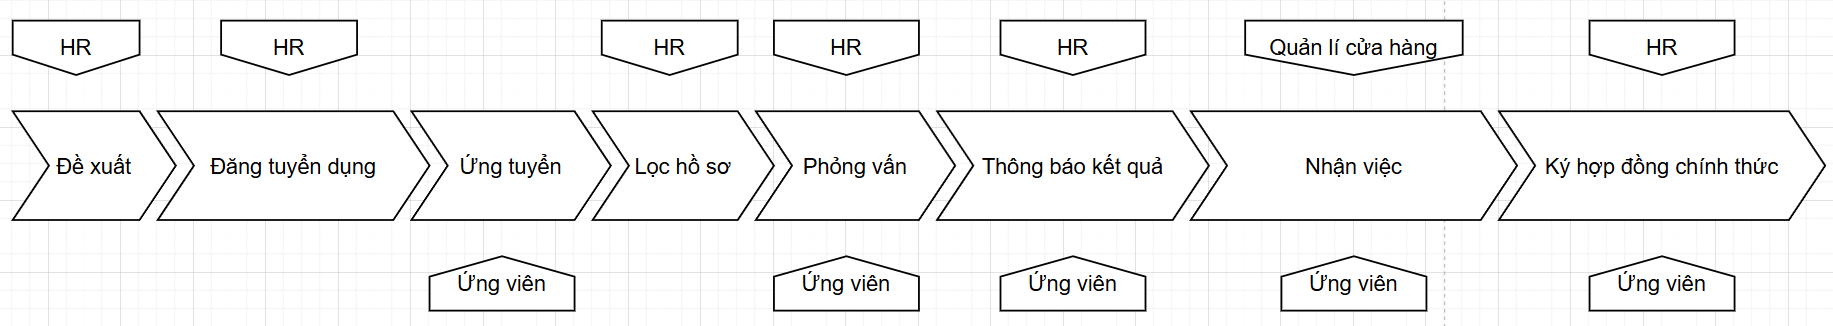 HR
HR
HR
HR
HR
Quản lí cửa hàng
HR
Đề xuất
Đăng tuyển dụng
Ứng tuyển
Lọc hồ sơ
Phỏng vấn
Thông báo kết quả
Nhận việc
Ký hợp đồng chính thức
Ứng viên
Ứng viên
Ứng viên
Ứng viên
Ứng viên